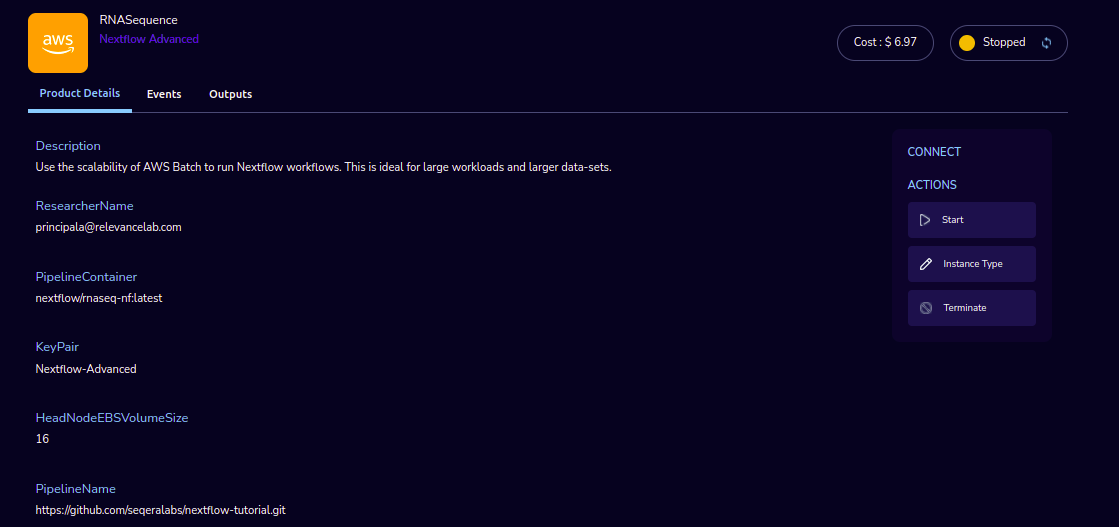 aws
RNASequence
Nextflow Advanced
Cost : $ 6.97
Stopped
Product Details
Events
Outputs
Description
Use the scalability of AWS Batch to run Nextflow workflows. This is ideal for large workloads and larger data-sets.
ResearcherName
principala@relevancelab.com
PipelineContainer
nextflow/rnaseq-nf:latest
KeyPair
Nextflow-Advanced
HeadNodeEBSVolumeSize
16
PipelineName
https://github.com/seqeralabs/nextflow-tutorial.git
CONNECT
ACTIONS
Start
Instance Type
Terminate